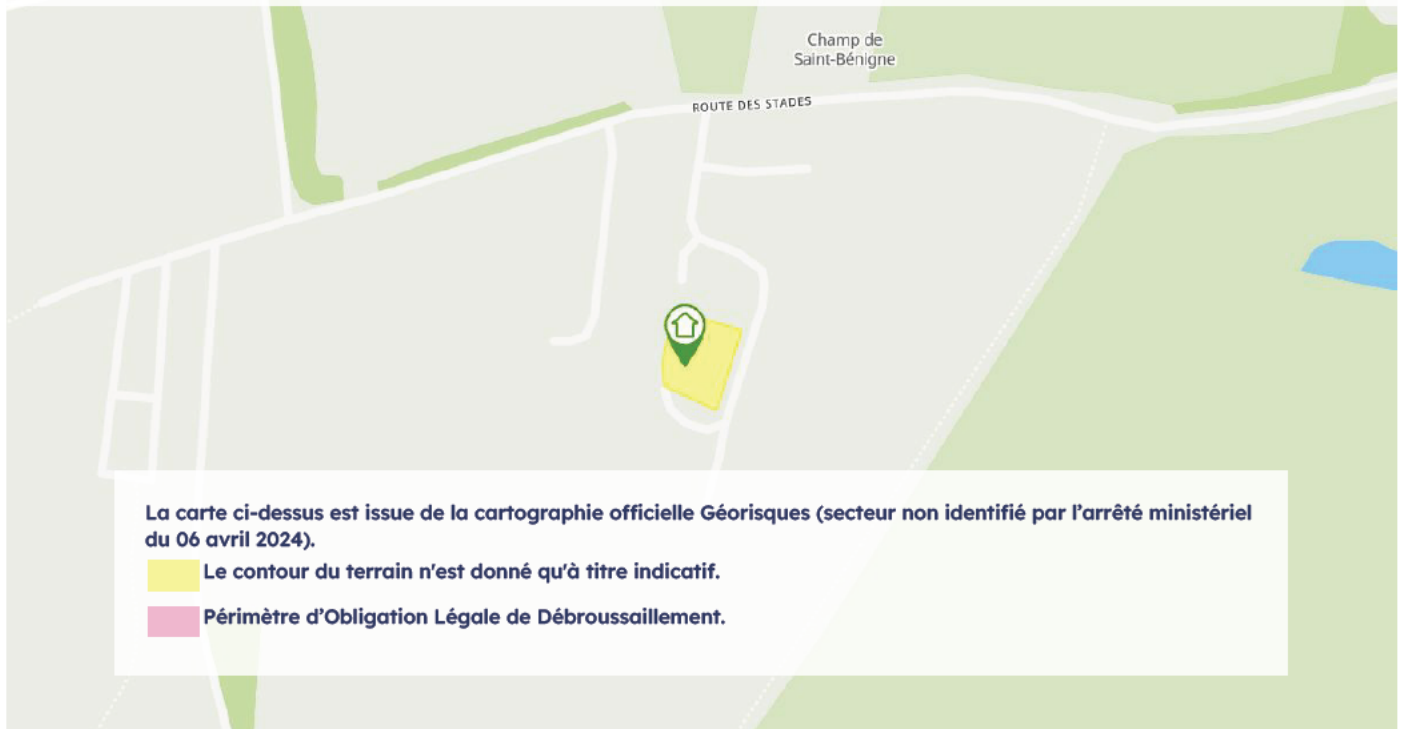 Champ de
Saint-Bénigne
ROUTE DES STADES
La carte ci-dessus est issue de la cartographie officielle Géorisques (secteur non identifié par l'arrêté ministériel
du 06 avril 2024).
Le contour du terrain n'est donné qu'à titre indicatif.
Périmètre d'Obligation Légale de Débroussaillement.